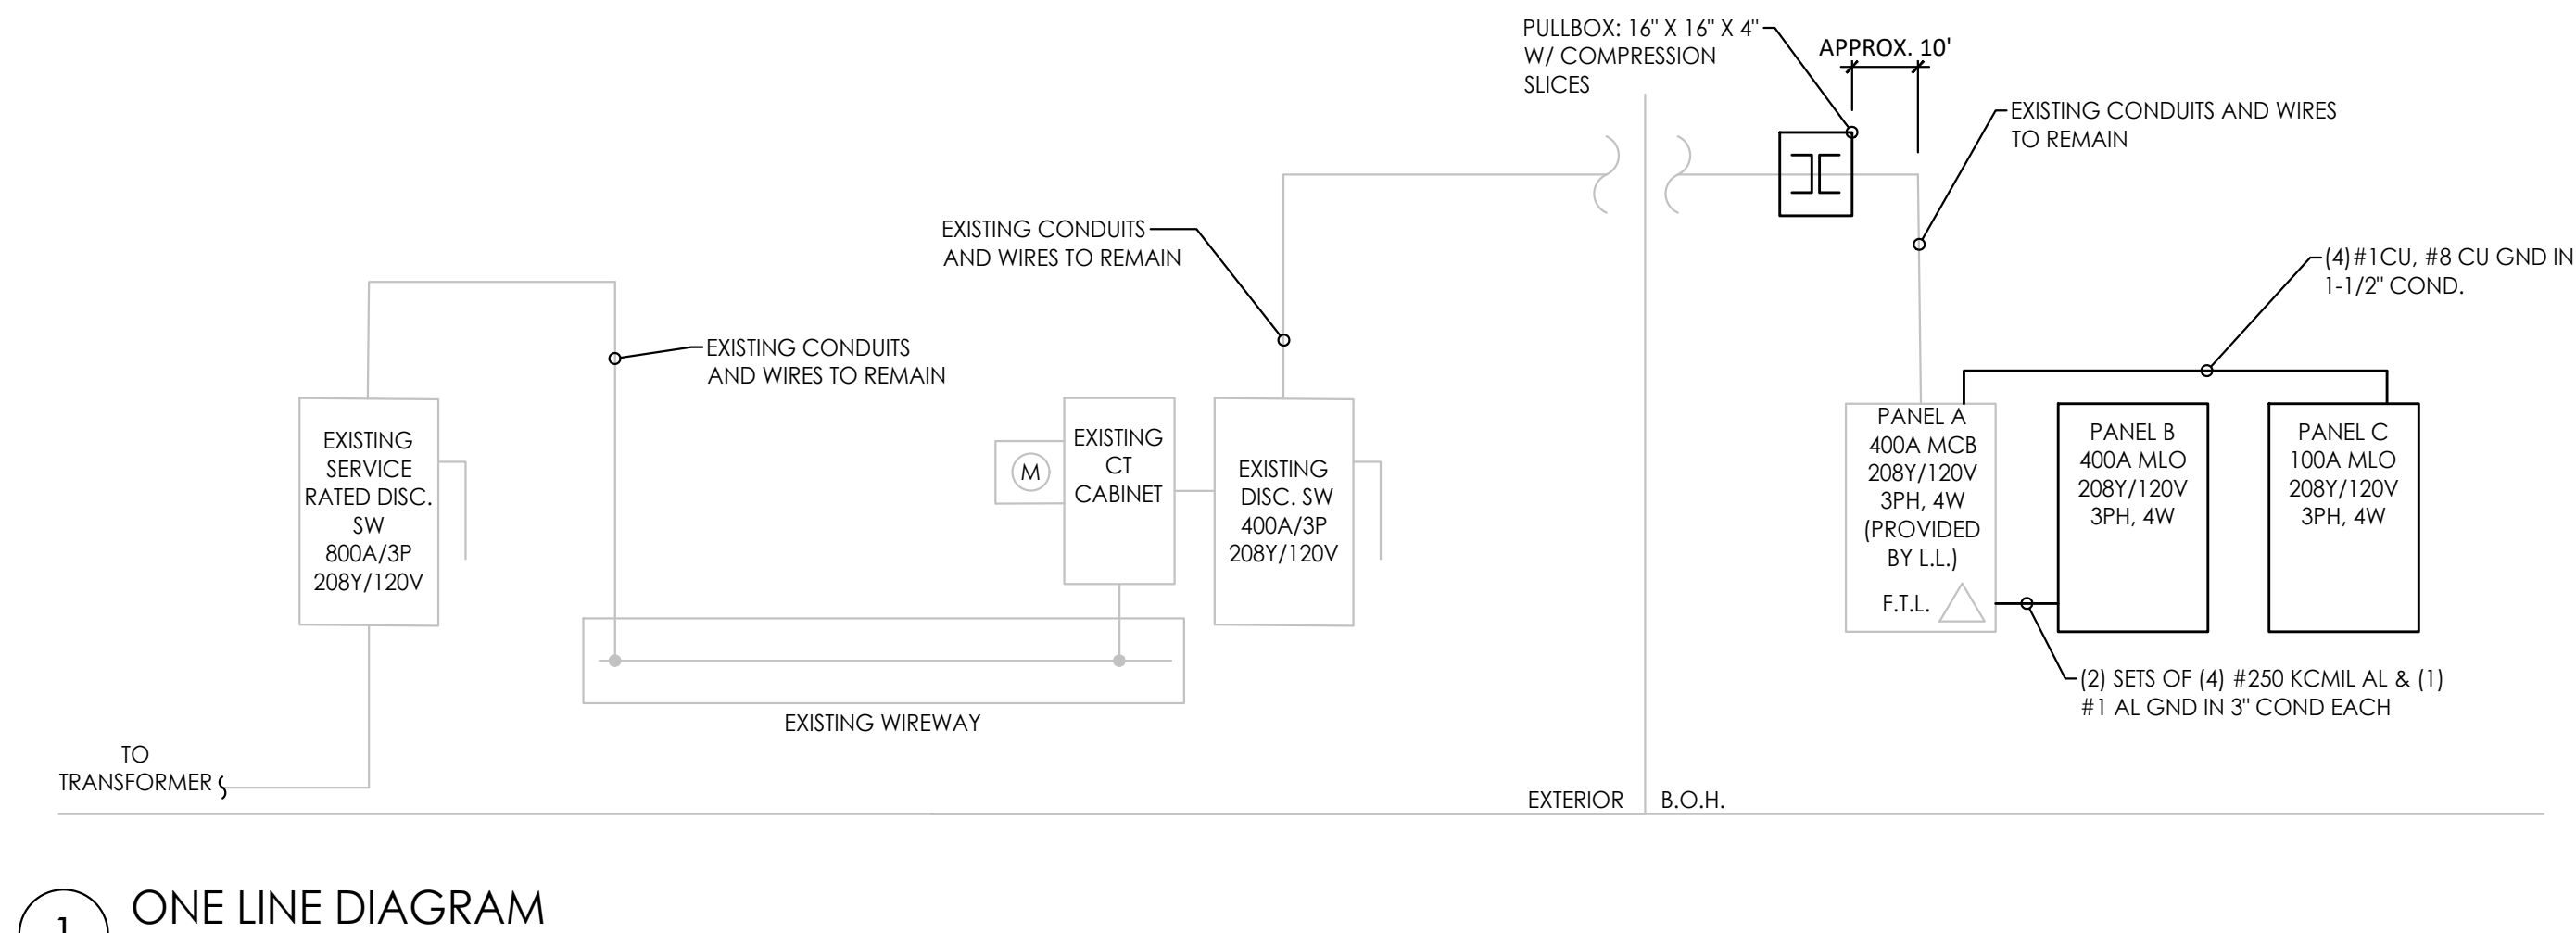 PULLBOX: 16" X 16" X 4"
W/ COMPRESSION
SLICES
APPROX. 10'
EXISTING CONDUITS AND WIRES
TO REMAIN
EXISTING CONDUITS
AND WIRES TO REMAIN
(4)#1CU, #8 CU GND IN
1-1/2" COND.
EXISTING CONDUITS
AND WIRES TO REMAIN
EXISTING
SERVICE
RATED DISC.
SW
800A/3P
208Y/120V
M
EXISTING
CT
CABINET
EXISTING
DISC. SW
400A/3P
208Y/120V
PANEL A
400A MCB
208Y/120V
3PH, 4W
(PROVIDED
BY L.L.)
F.T.L.
PANEL B
400A MLO
208Y/120V
3PH, 4W
PANEL C
100A MLO
208Y/120V
3PH, 4W
(2) SETS OF (4) #250 KCMIL AL & (1)
#1 AL GND IN 3" COND EACH
EXISTING WIREWAY
TO
TRANSFORMER
EXTERIOR
B.O.H.
1
ONE LINE DIAGRAM